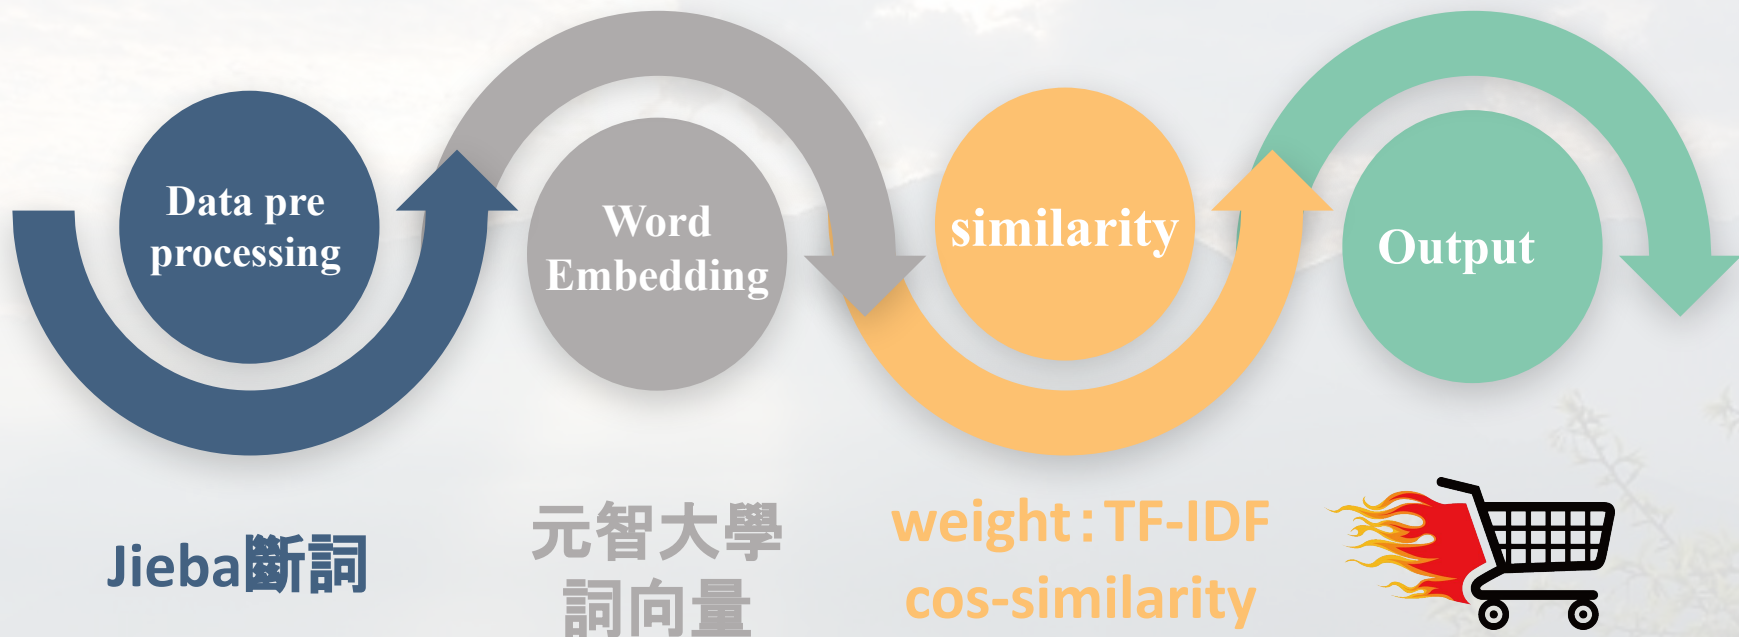 Data pre
processing
Word
Embedding
similarity
Output
Jieba斷詞
元智大學
詞向量
weight：TF-IDF
cos-similarity